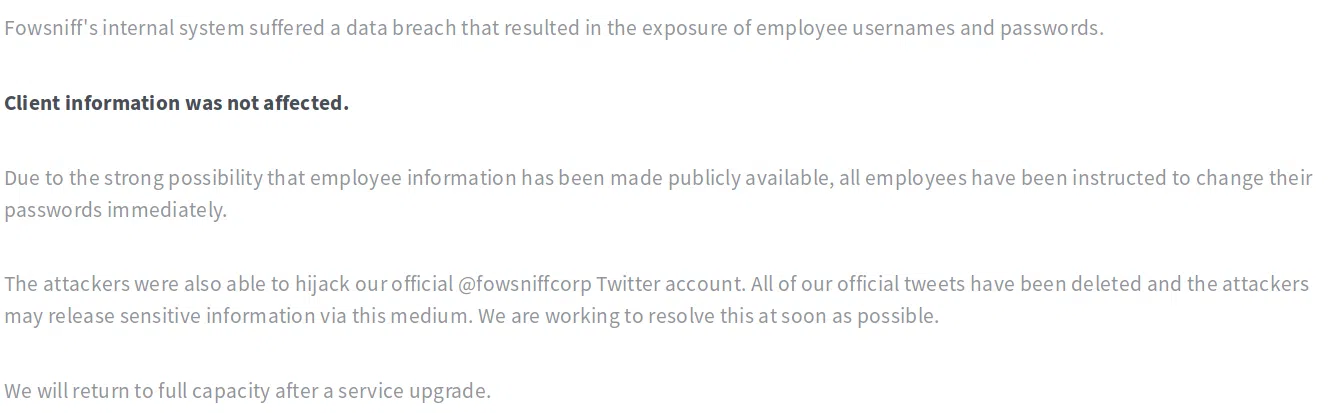 Fowsniff's internal system suffered a data breach that resulted in the exposure of employee usernames and passwords.
Client information was not affected.
Due to the strong possibility that employee information has been made publicly available, all employees have been instructed to change their
passwords immediately.
The attackers were also able to hijack our official @fowsniffcorp Twitter account. All of our official tweets have been deleted and the attackers
may release sensitive information via this medium. We are working to resolve this at soon as possible.
We will return to full capacity after a service upgrade.